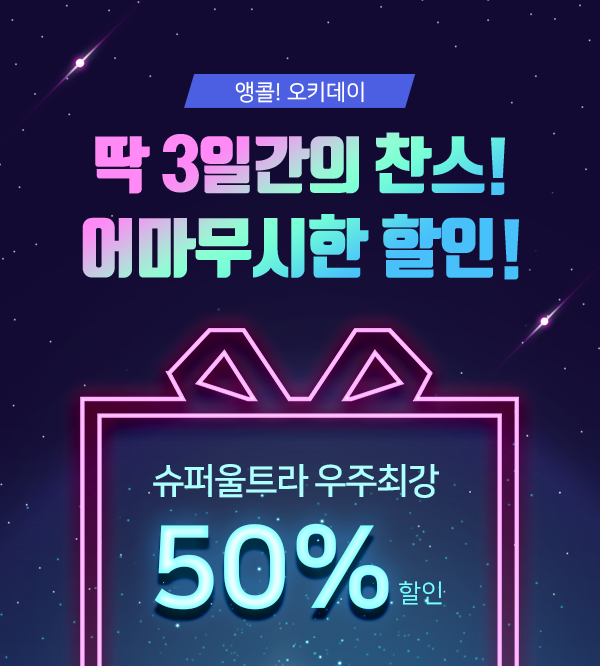 앵콜! 오키데이
딱 3일간의 찬스!
어마무시한 할인!
슈퍼울트라 우주최강
50% 할인